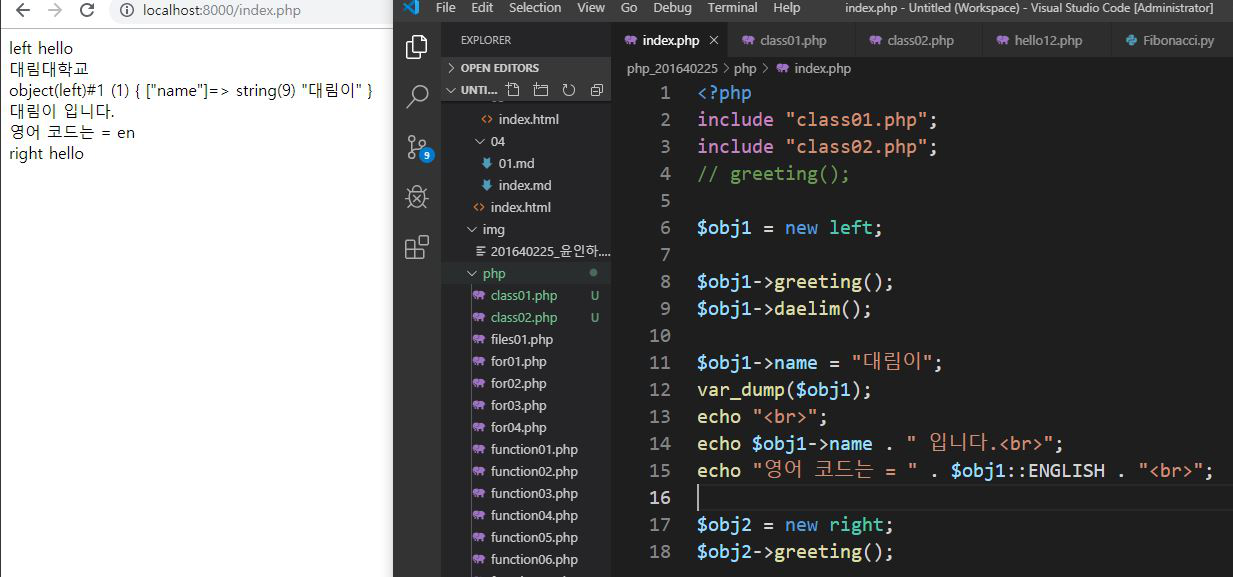 localhost:8000/index.php
left hello
대림대학교
object(left)#1 (1) { ["name"]=> string(9) "대림이" }
대림이 입니다.
영어 코드는 = en
right hello
File Edit Selection View Go Debug Terminal Help
index.php - Untitled (Workspace) - Visual Studio Code [Administrator]
EXPLORER
OPEN EDITORS
UNTI...
index.html
04
01.md
index.md
index.html
img
201640225_윤인하....
php
class01.php U
class02.php U
files01.php
for01.php
for02.php
for03.php
for04.php
function01.php
function02.php
function03.php
function04.php
function05.php
function06.php
9
index.php
class01.php
class02.php
hello12.php
Fibonacci.py
php_201640225 > php > index.php
1 <?php
2 include "class01.php";
3 include "class02.php";
4 // greeting();
5
6 $obj1 = new left;
7
8 $obj1->greeting();
9 $obj1->daelim();
10
11 $obj1->name = "대림이";
12 var_dump($obj1);
13 echo "<br>";
14 echo $obj1->name . " 입니다.<br>";
15 echo "영어 코드는 = " . $obj1::ENGLISH . "<br>";
16
17 $obj2 = new right;
18 $obj2->greeting();